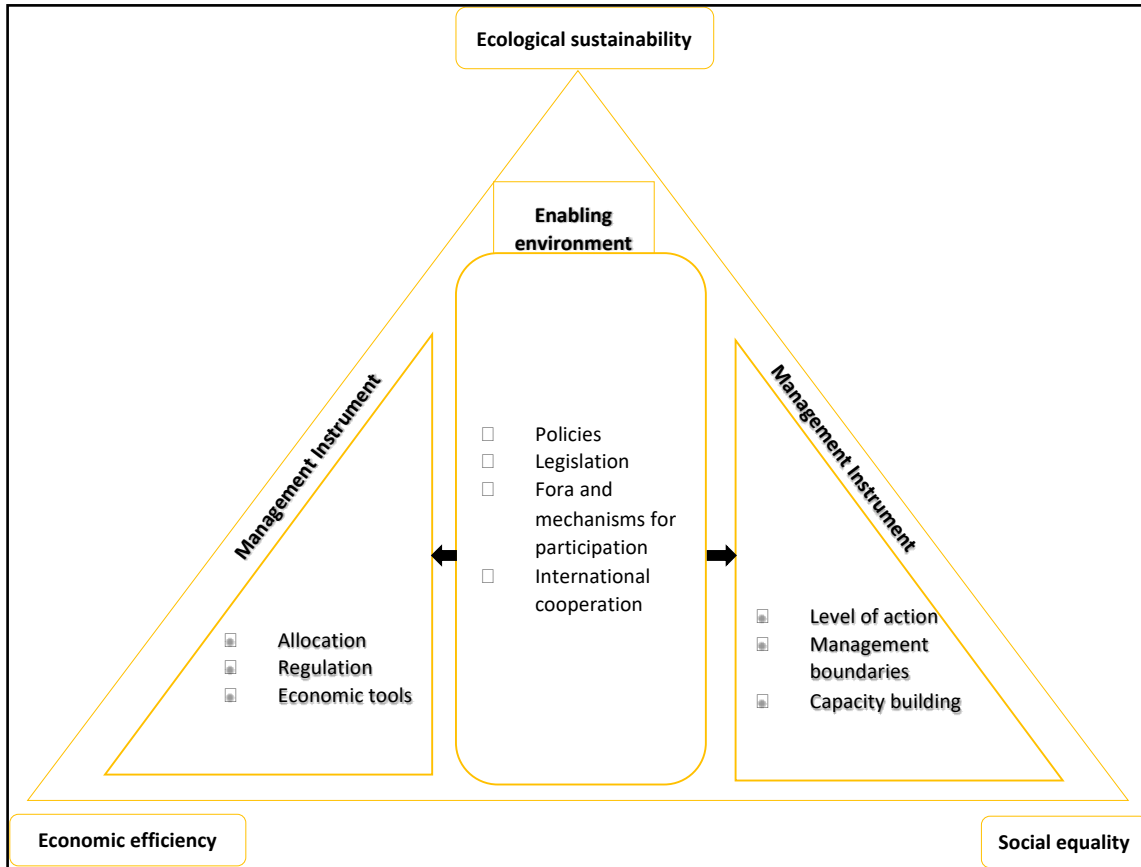 Ecological sustainability
Enabling
environment
Management Instrument
Management Instrument
Policies
Legislation
Fora and
mechanisms for
participation
International
cooperation
Allocation
Regulation
Economic tools
Level of action
Management
boundaries
Capacity building
Economic efficiency
Social equality